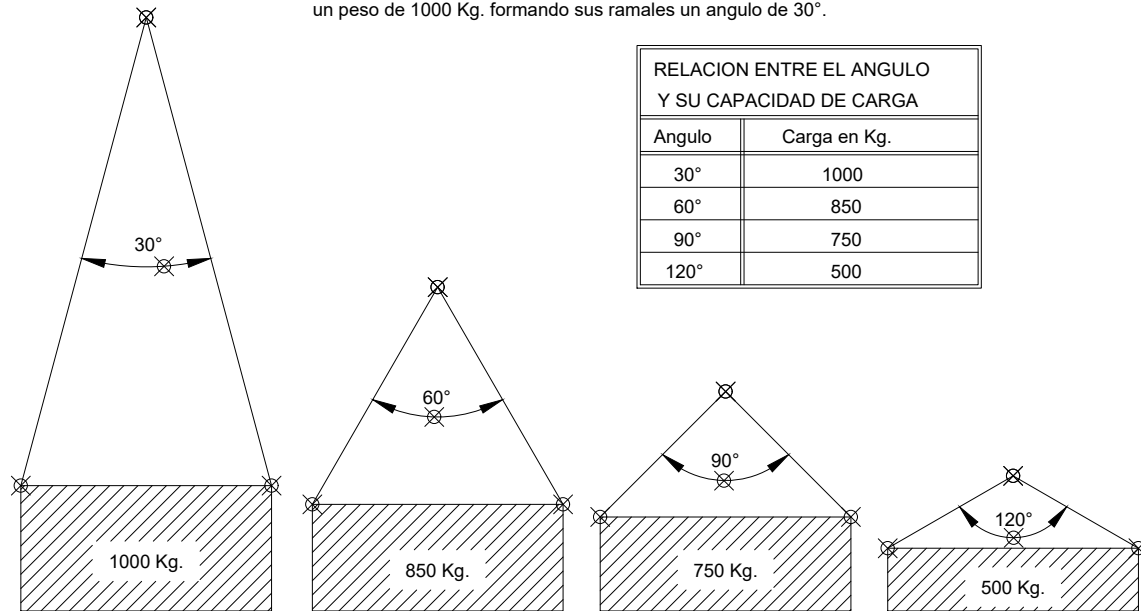 un peso de 1000 Kg. formando sus ramales un angulo de 30°.
RELACION ENTRE EL ANGULO
Y SU CAPACIDAD DE CARGA
Angulo Carga en Kg.
30° 1000
60° 850
90° 750
120° 500
30°
60°
90°
120°
1000 Kg.
850 Kg.
750 Kg.
500 Kg.